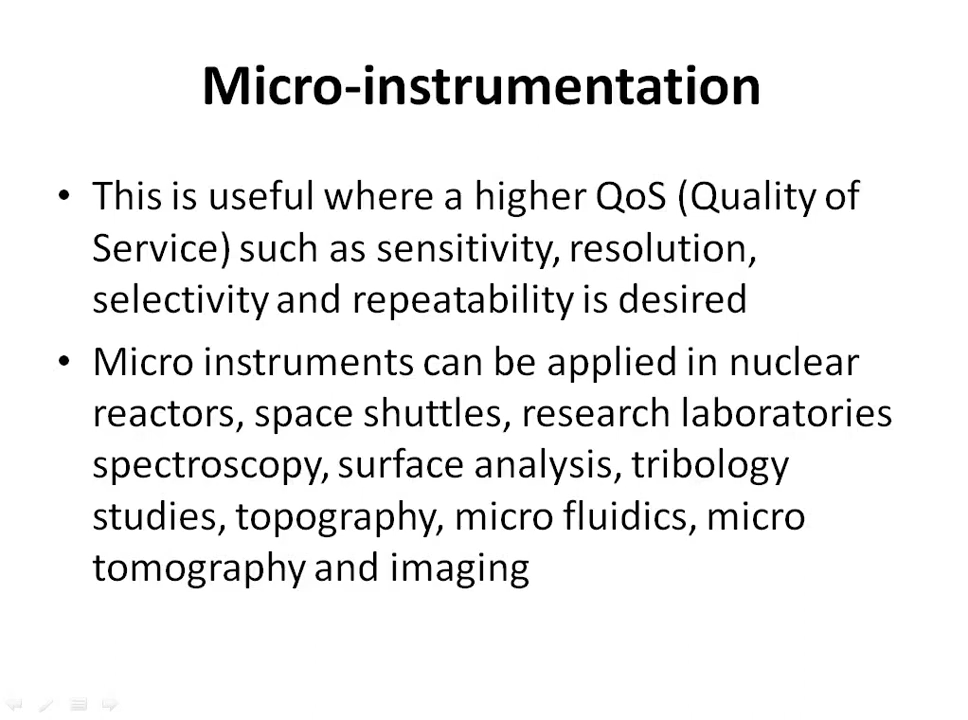 Micro-instrumentation
• This is useful where a higher QoS (Quality of
Service) such as sensitivity, resolution,
selectivity and repeatability is desired
• Micro instruments can be applied in nuclear
reactors, space shuttles, research laboratories
spectroscopy, surface analysis, tribology
studies, topography, micro fluidics, micro
tomography and imaging